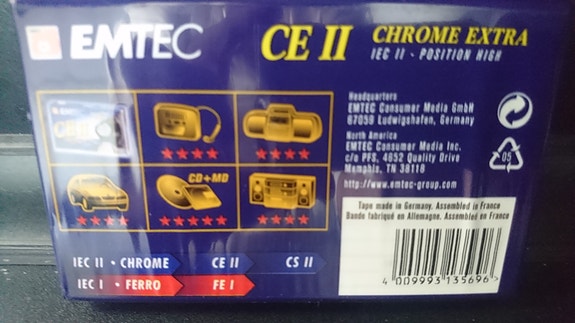 EMTEC
CE II CHROME EXTRA
IEC II - POSITION HIGH
Headquarters
EMTEC Consumer Media GmbH
67059 Ludwigshafen, Germany
North America
EMTEC Consumer Media Inc.
c/o PFS, 4652 Quality Drive
Memphis, TN 38118
http://www.emtec-group.com
CE II
CD+MD
05
Tape made in Germany. Assembled in France
Bande fabriqué en Allemagne. Assembled en France
4 009993 135696 >
IEC II • CHROME CE II CS II
IEC I • FERRO FE I